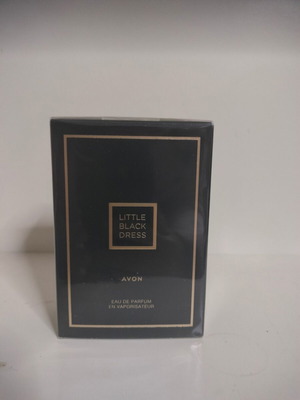 LITTLE
BLACK
DRESS
AVON
EAU DE PARFUM
EN VAPORISATEUR